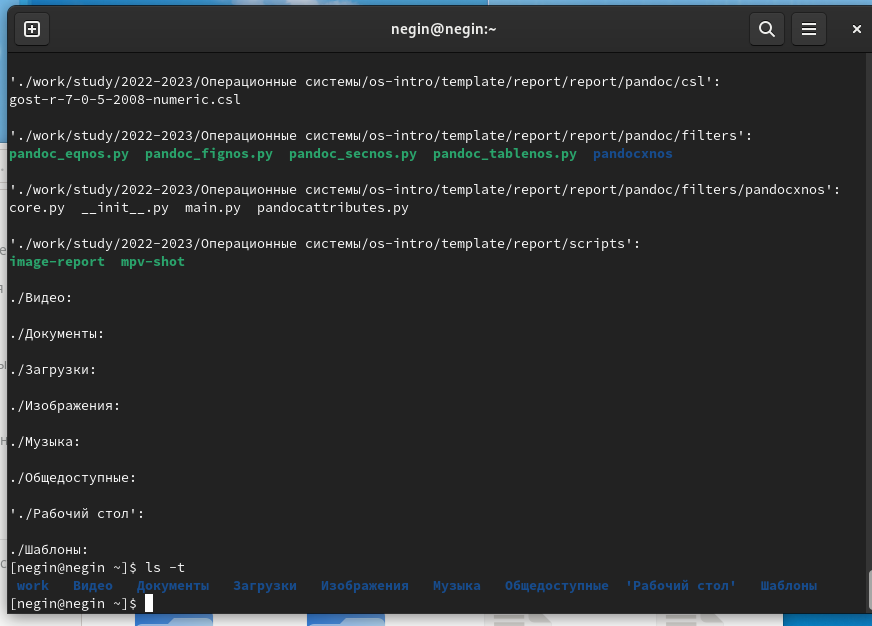 negin@negin:~
'./work/study/2022-2023/Операционные системы/os-intro/template/report/report/pandoc/csl':
gost-r-7-0-5-2008-numeric.csl
'./work/study/2022-2023/Операционные системы/os-intro/template/report/report/pandoc/filters':
pandoc_eqnos.py  pandoc_fignos.py  pandoc_secnos.py  pandoc_tablenos.py  pandocxnos
'./work/study/2022-2023/Операционные системы/os-intro/template/report/report/pandoc/filters/pandocxnos':
core.py  __init__.py  main.py  pandocattributes.py
'./work/study/2022-2023/Операционные системы/os-intro/template/report/scripts':
image-report  mpv-shot
./Видео:
./Документы:
./Загрузки:
./Изображения:
./Музыка:
./Общедоступные:
'./Рабочий стол':
./Шаблоны:
[negin@negin ~]$ ls -t
work   Видео   Документы   Загрузки   Изображения   Музыка   Общедоступные  'Рабочий стол'   Шаблоны
[negin@negin ~]$